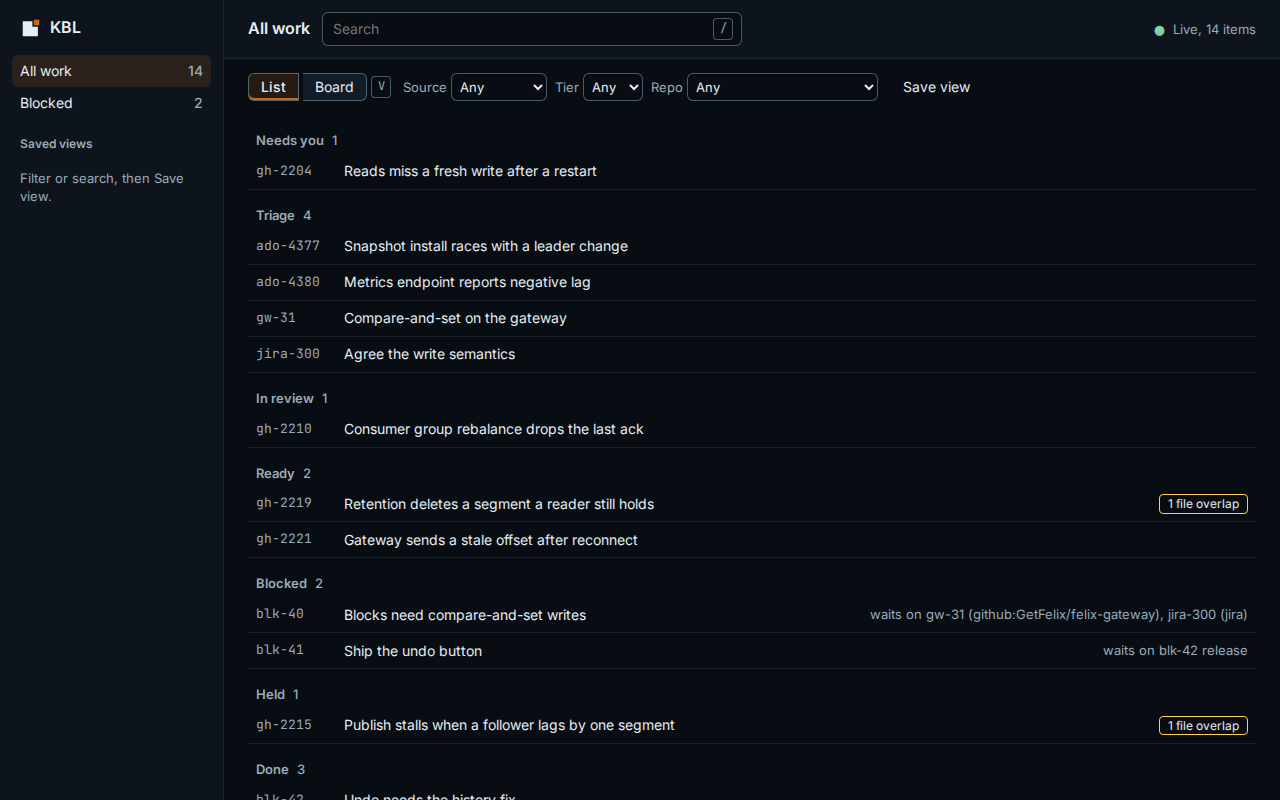 KBL
All work 14
Blocked 2
Saved views
Filter or search, then Save
view.
All work Search / Live, 14 items
List Board V Source Any Tier Any Repo Any Save view
Needs you 1
gh-2204 Reads miss a fresh write after a restart
Triage 4
ado-4377 Snapshot install races with a leader change
ado-4380 Metrics endpoint reports negative lag
gw-31 Compare-and-set on the gateway
jira-300 Agree the write semantics
In review 1
gh-2210 Consumer group rebalance drops the last ack
Ready 2
gh-2219 Retention deletes a segment a reader still holds 1 file overlap
gh-2221 Gateway sends a stale offset after reconnect
Blocked 2
blk-40 Blocks need compare-and-set writes waits on gw-31 (github:GetFelix/felix-gateway), jira-300 (jira)
blk-41 Ship the undo button waits on blk-42 release
Held 1
gh-2215 Publish stalls when a follower lags by one segment 1 file overlap
Done 3
blk-42 Undo needs the history fix